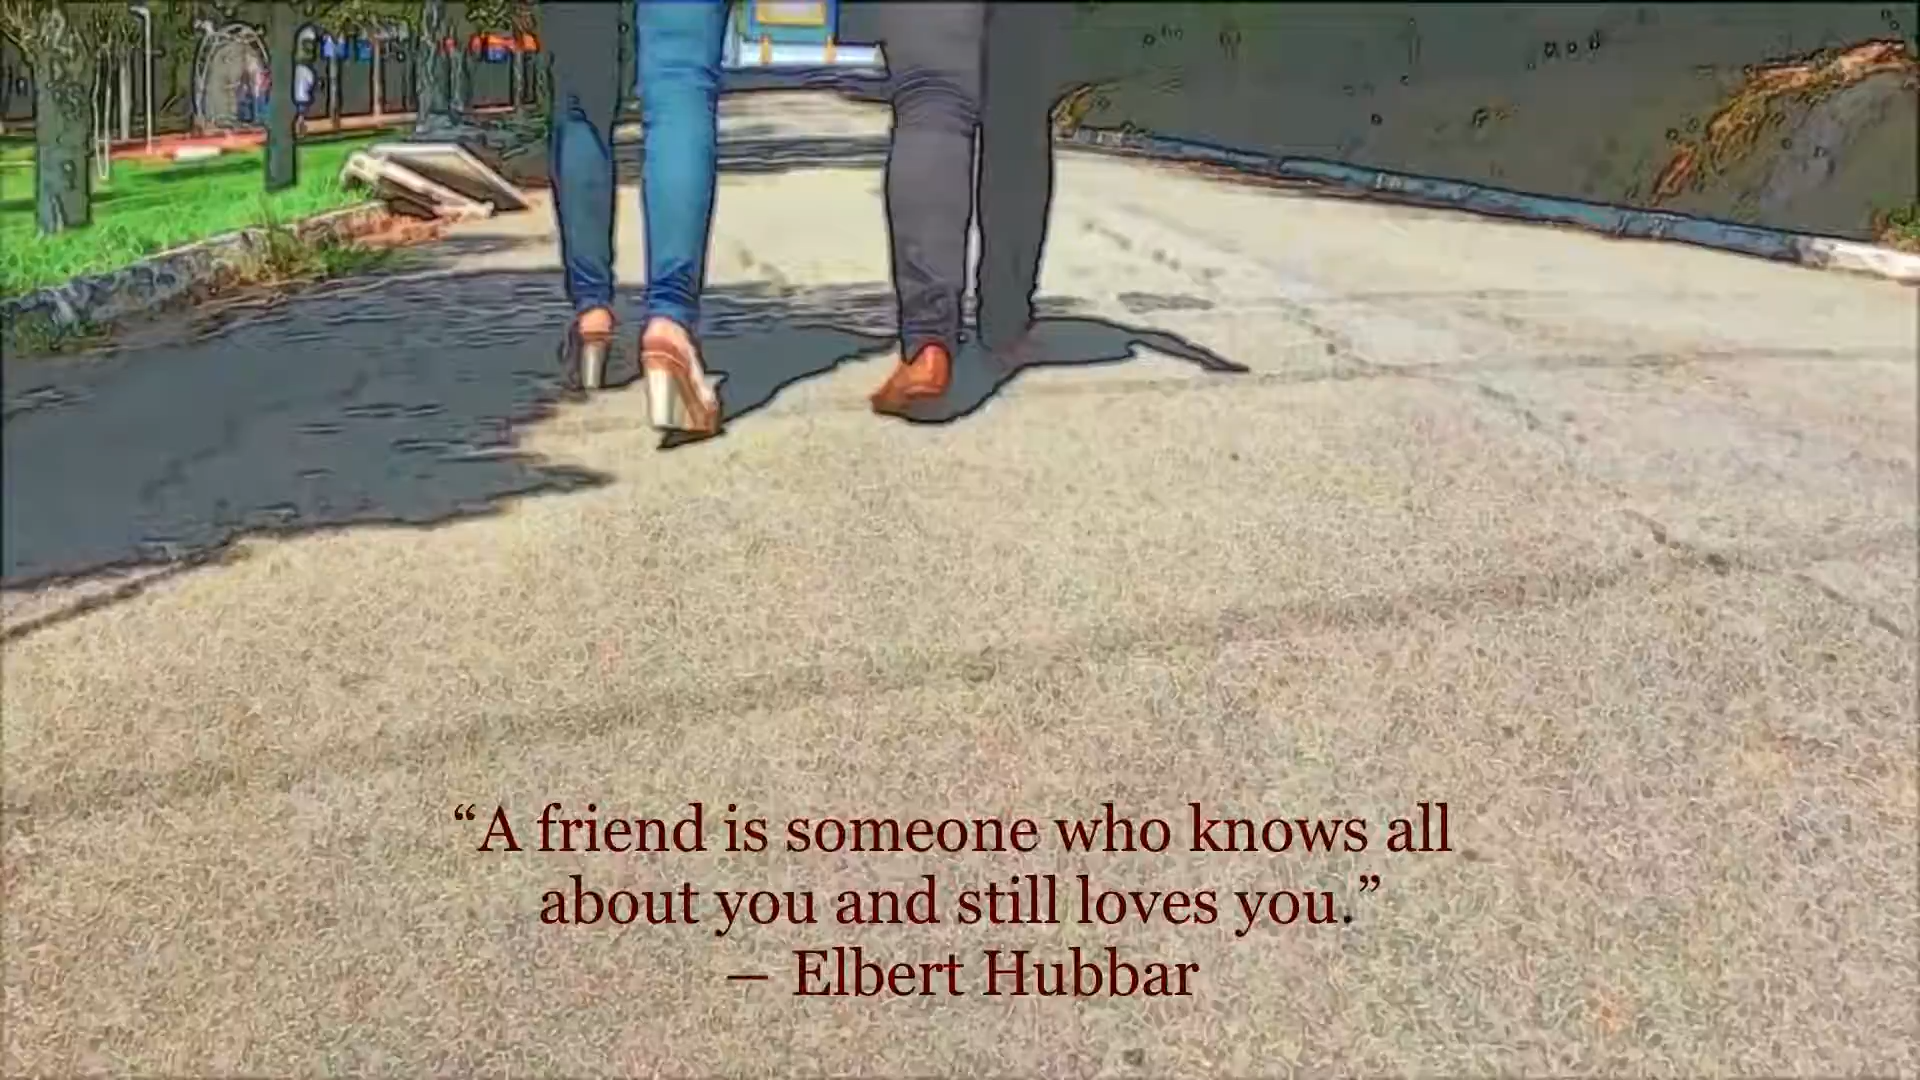 “A friend is someone who knows all
about you and still loves you.”
— Elbert Hubbar